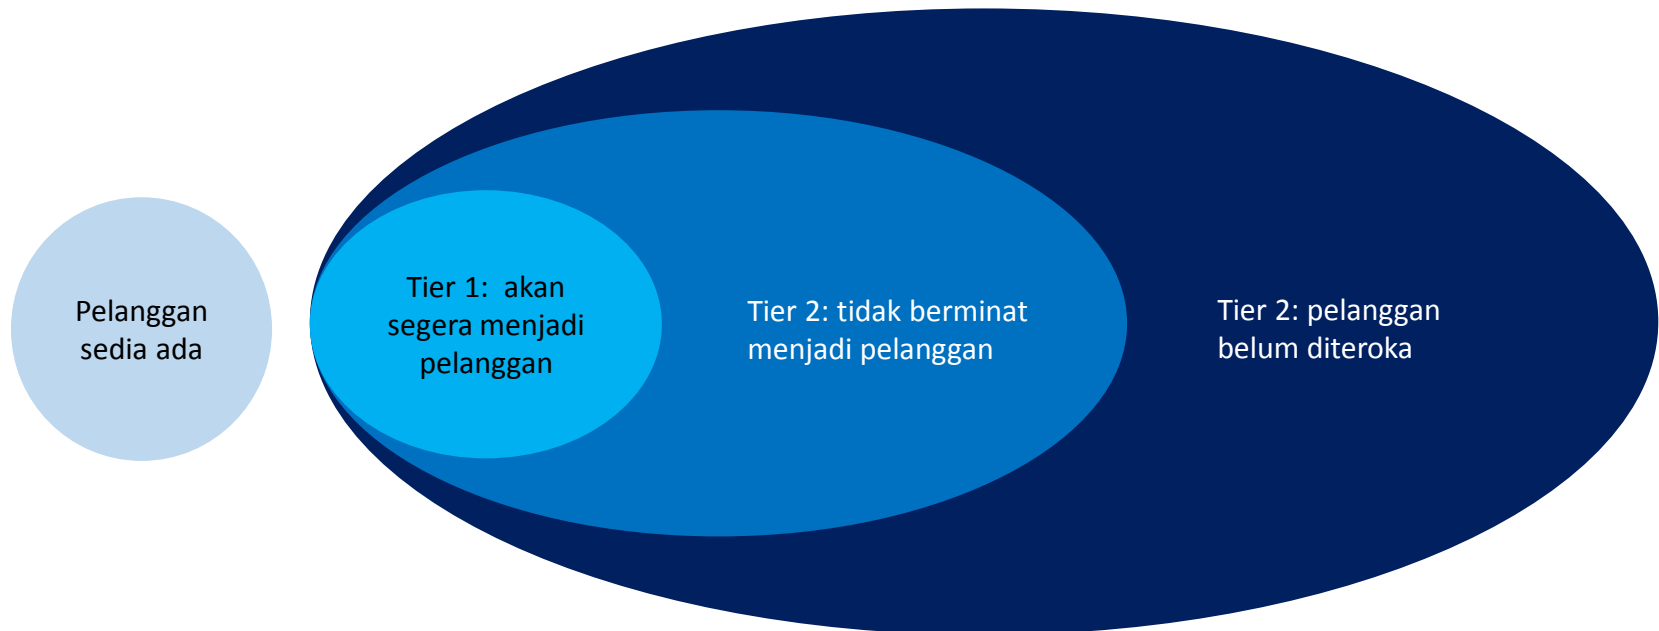 Pelanggan
sedia ada
Tier 1:  akan
segera menjadi
pelanggan
Tier 2: tidak berminat
menjadi pelanggan
Tier 2: pelanggan
belum diteroka